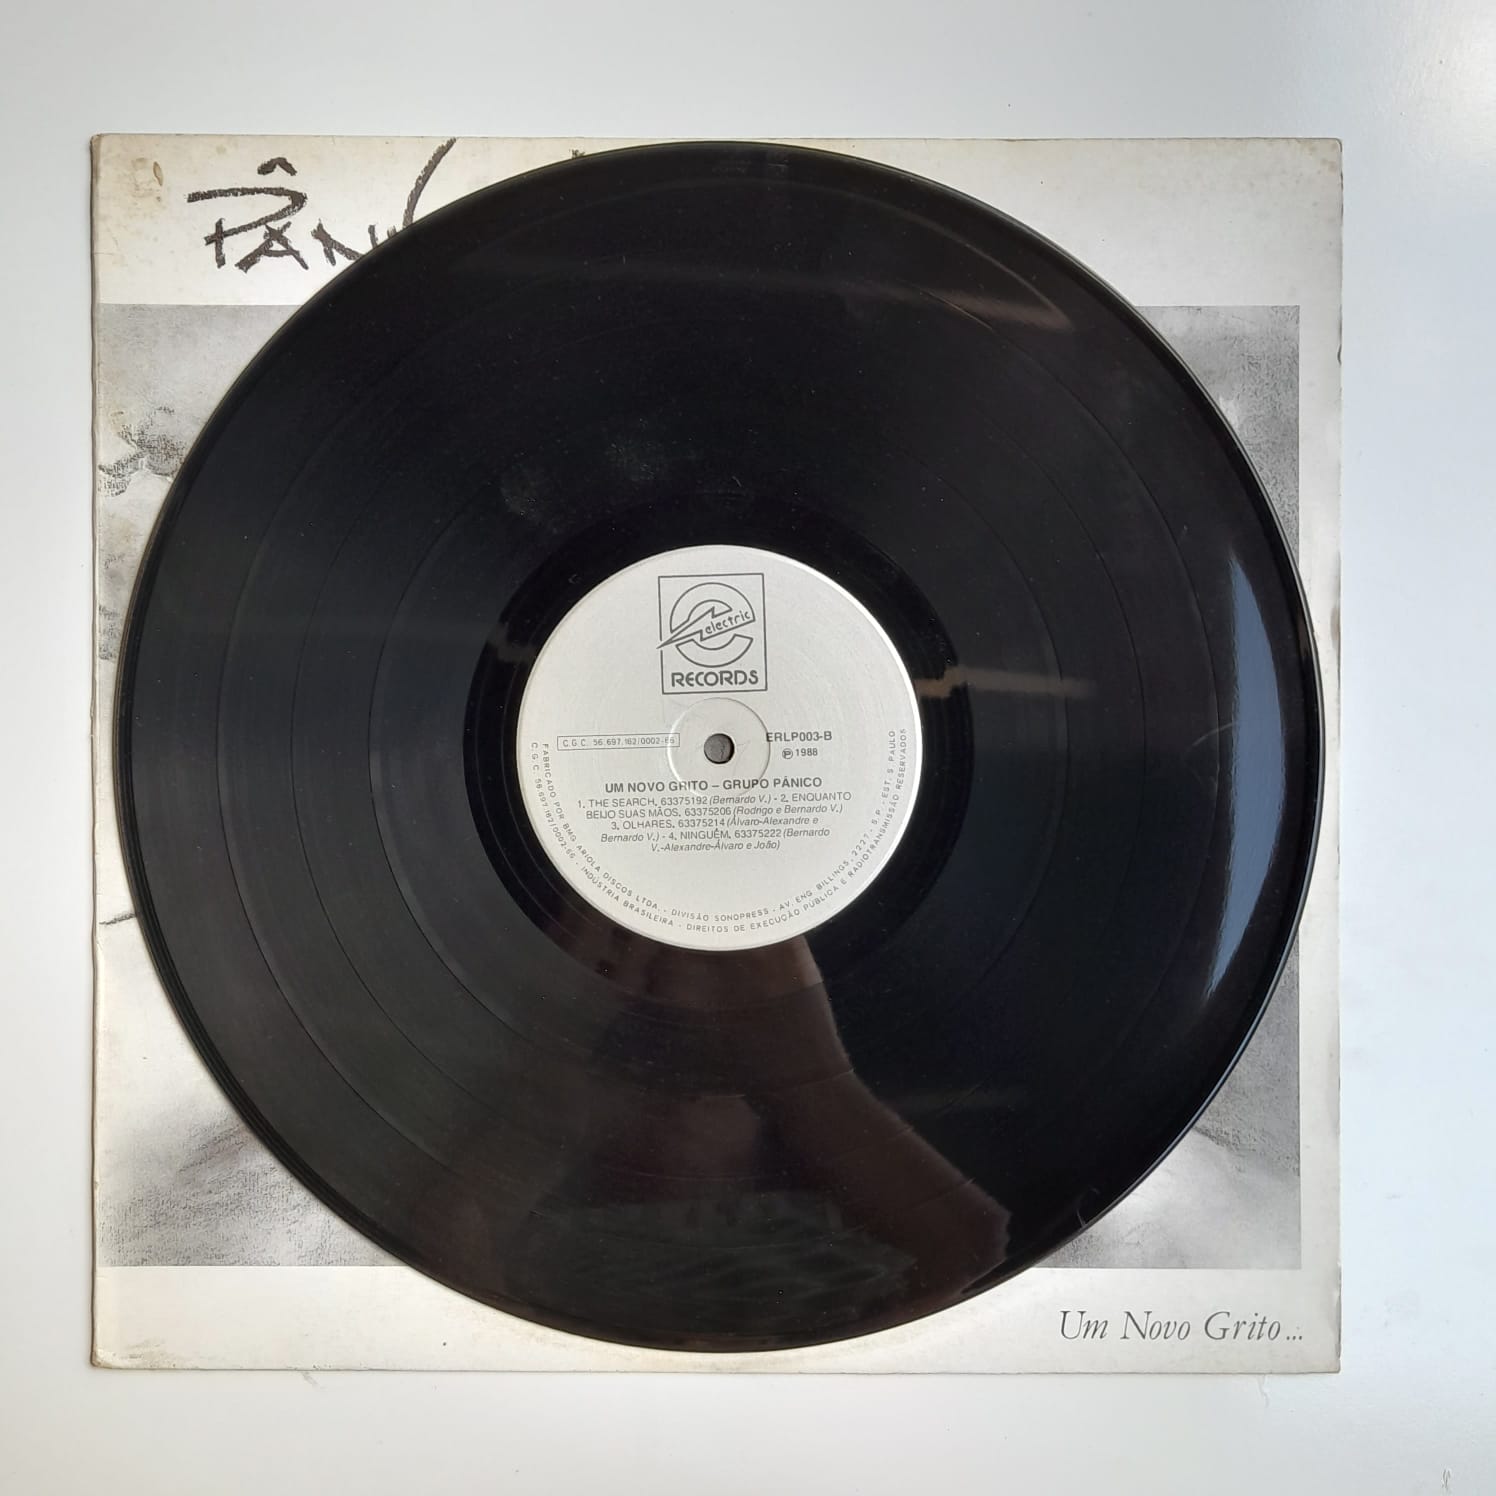 electric
RECORDS
C.G.C. 56.697.162/0002-66
ERLP003-B
℗ 1988
UM NOVO GRITO – GRUPO PÂNICO
1. THE SEARCH, 63375192 (Bernardo V.) - 2. ENQUANTO
BEIJO SUAS MÃOS, 63375206 (Rodrigo e Bernardo V.)
3. OLHARES, 63375214 (Álvaro-Alexandre e
Bernardo V.) - 4. NINGUÉM, 63375222 (Bernardo
V.-Alexandre-Álvaro e João)
FABRICADO POR BMG ARIOLA DISCOS LTDA. - DIVISÃO SONOPRESS - AV. ENG. BILLINGS, 2227 - S.P. - EST. S. PAULO
C.G.C. 56.697.162/0002-66 - INDÚSTRIA BRASILEIRA - DIREITOS DE EXECUÇÃO PÚBLICA E RADIOTRANSMISSÃO RESERVADOS
Um Novo Grito...